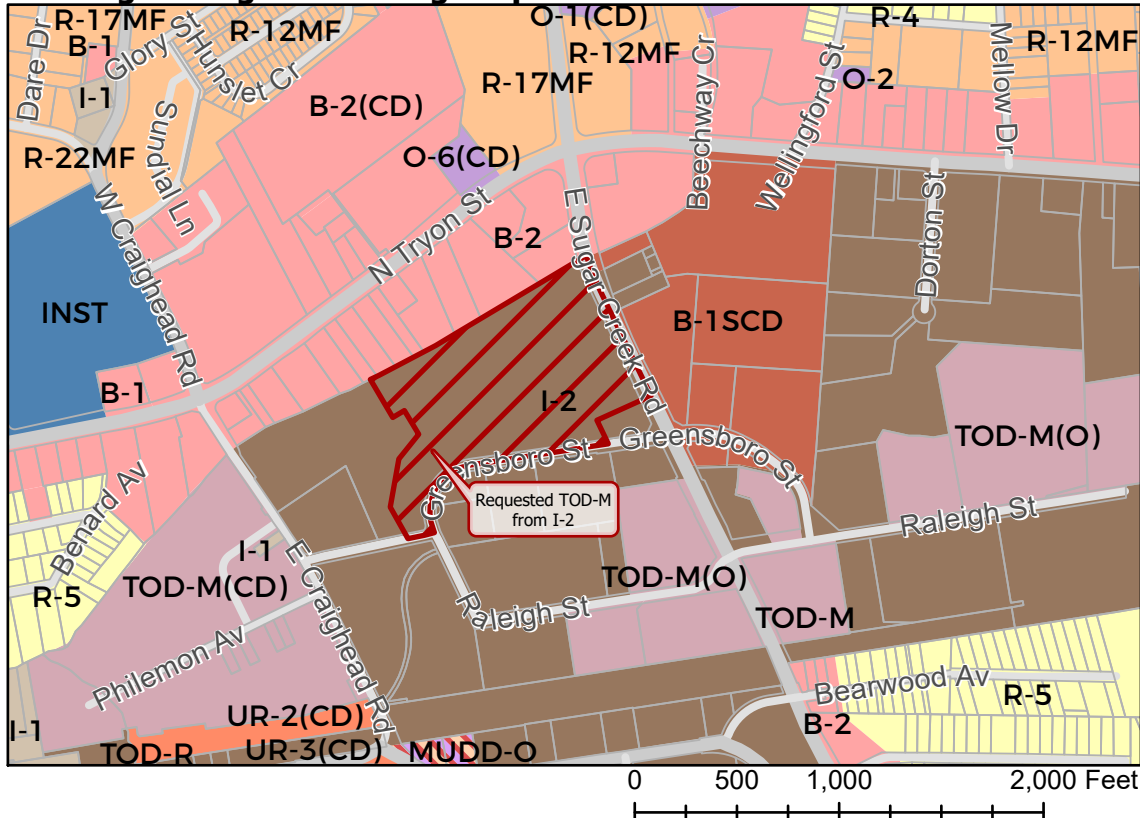 R-17MF
O-1(CD)
R-4
B-1
Glory St
R-12MF
R-12MF
R-12MF
Dare Dr
Hunslet Cr
R-17MF
Beechway Cr
Wellingford St
Mellow Dr
I-1
B-2(CD)
O-2
R-22MF
Sundial Ln
O-6(CD)
W Craighead Rd
N Tryon St
B-2
E Sugar Creek Rd
Dorton St
INST
B-1SCD
B-1
I-2
TOD-M(O)
Greensboro St
Greensboro St
Requested TOD-M
from I-2
Benard Av
Raleigh St
I-1
R-5
TOD-M(CD)
E Craighead Rd
Raleigh St
TOD-M(O)
TOD-M
Philemon Av
Bearwood Av
R-5
I-1
UR-2(CD)
B-2
TOD-R
UR-3(CD)
MUDD-O
0 500 1,000 2,000 Feet